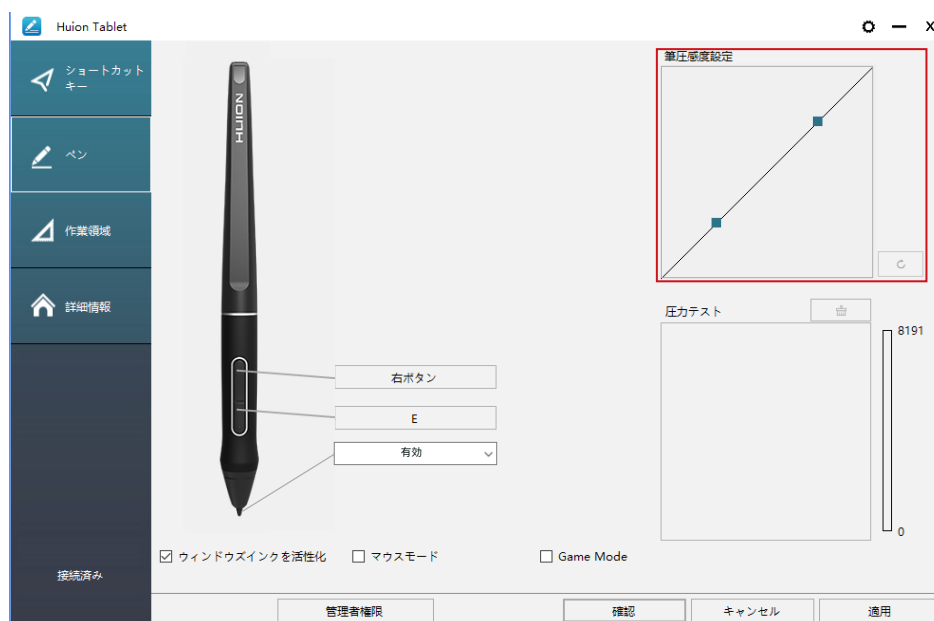 Huion Tablet
ショートカット
キー
ペン
作業領域
詳細情報
接続済み
HUION
右ボタン
E
有効
筆圧感度設定
圧力テスト
8191
0
ウィンドウズインクを活性化
マウスモード
Game Mode
管理者権限
確認
キャンセル
適用